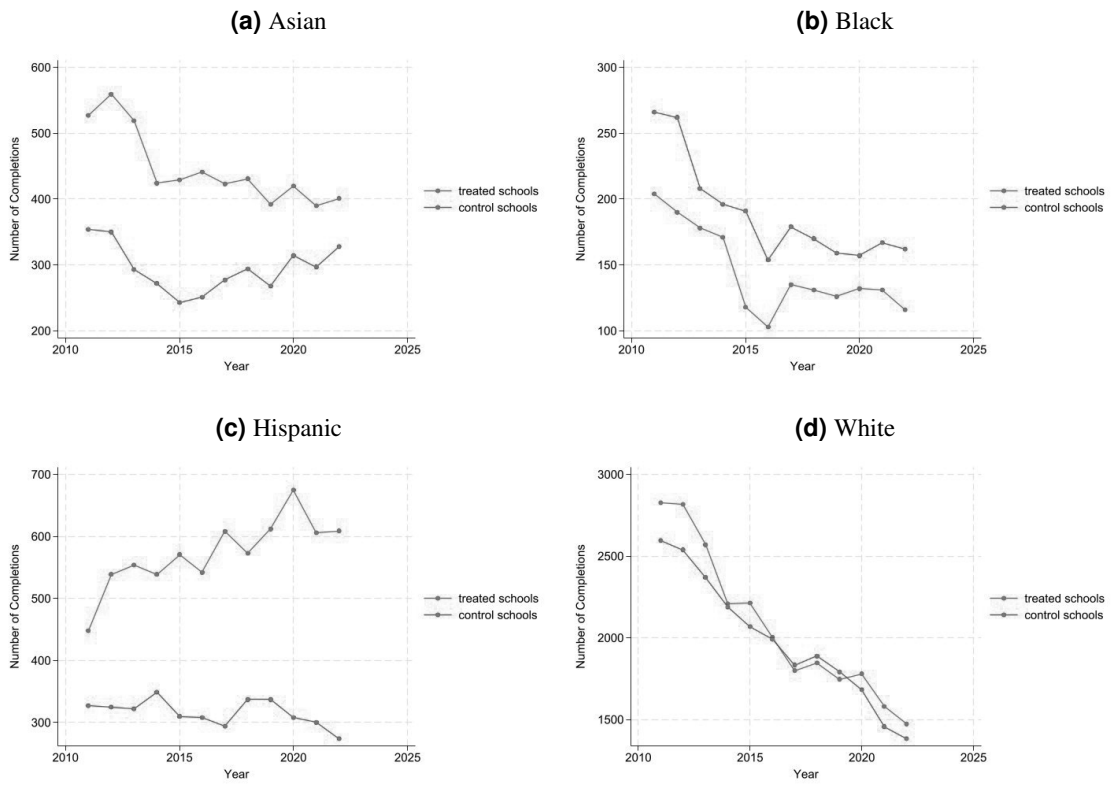 (a) Asian
600
500
400
300
200
Number of Completions
2010
2015
2020
2025
Year
treated schools
control schools
(b) Black
300
250
200
150
100
Number of Completions
2010
2015
2020
2025
Year
treated schools
control schools
(c) Hispanic
700
600
500
400
300
Number of Completions
2010
2015
2020
2025
Year
treated schools
control schools
(d) White
3000
2500
2000
1500
Number of Completions
2010
2015
2020
2025
Year
treated schools
control schools